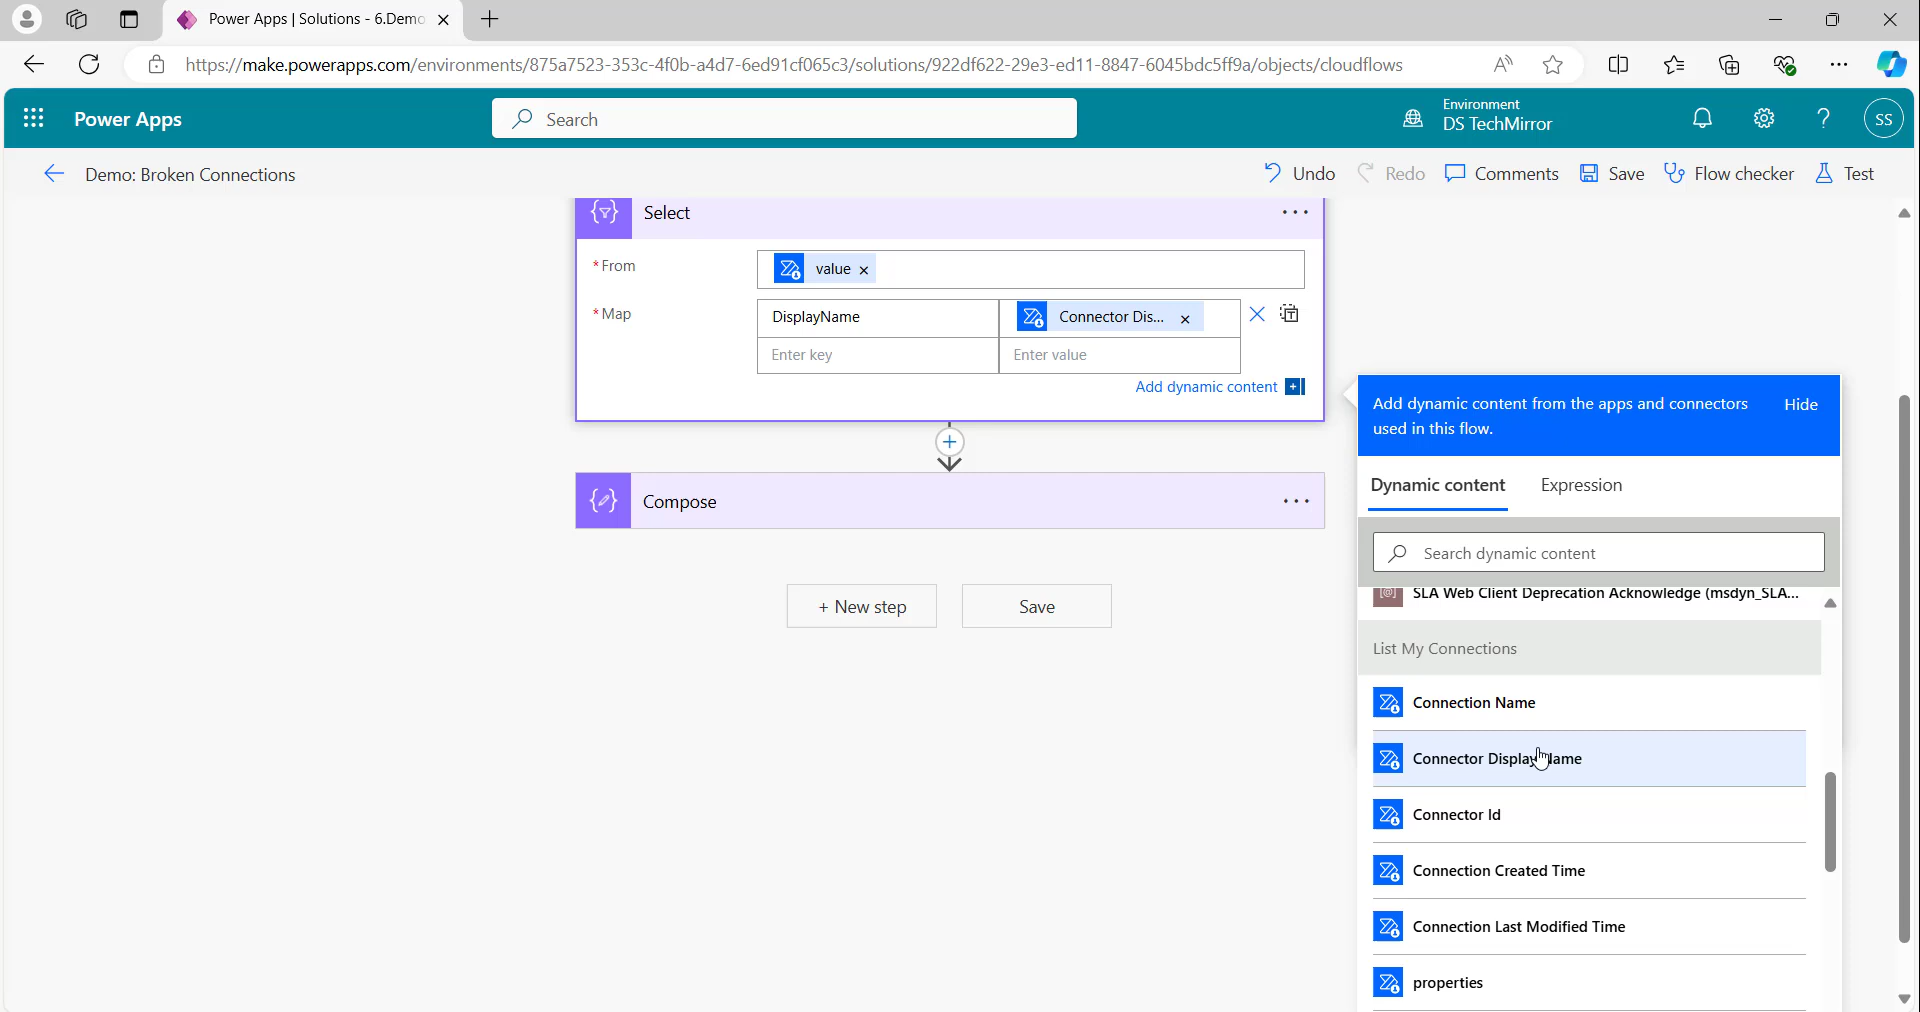 Power Apps | Solutions - 6.Demo
https://make.powerapps.com/environments/875a7523-353c-4f0b-a4d7-6ed91cf065c3/solutions/922df622-29e3-ed11-8847-6045bdc5ff9a/objects/cloudflows
Power Apps
Search
Environment
DS TechMirror
SS
Demo: Broken Connections
Undo
Redo
Comments
Save
Flow checker
Test
Select
* From
value
* Map
DisplayName
Connector Dis...
Enter key
Enter value
Add dynamic content
Compose
+ New step
Save
Add dynamic content from the apps and connectors
used in this flow.
Hide
Dynamic content
Expression
Search dynamic content
SLA Web Client Deprecation Acknowledge (msdyn_SLA...
List My Connections
Connection Name
Connector Display Name
Connector Id
Connection Created Time
Connection Last Modified Time
properties